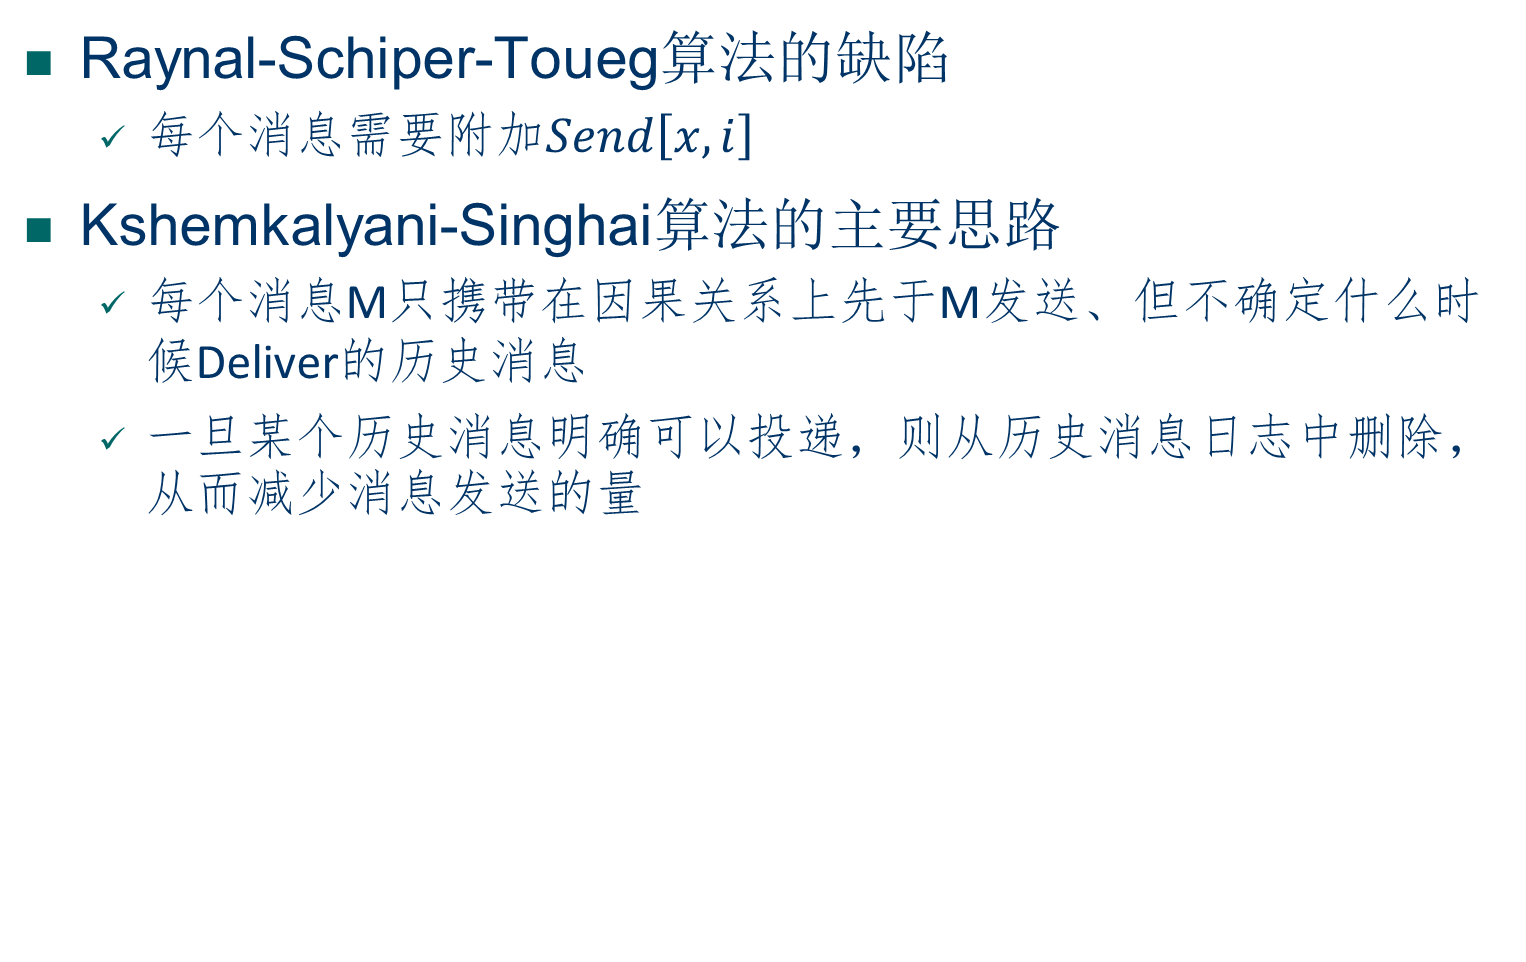 Raynal-Schiper-Toueg算法的缺陷
每个消息需要附加Send[x, i]
Kshemkalyani-Singhai算法的主要思路
每个消息M只携带在因果关系上先于M发送、但不确定什么时
候Deliver的历史消息
一旦某个历史消息明确可以投递，则从历史消息日志中删除，
从而减少消息发送的量